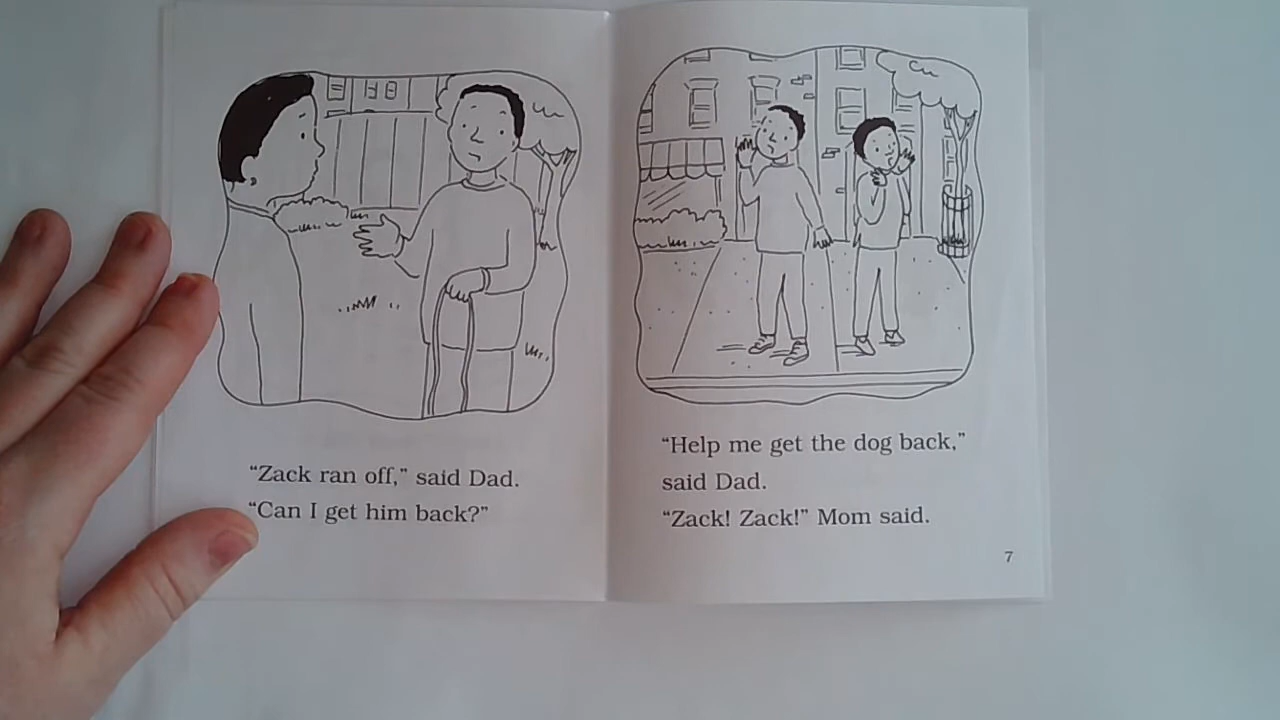 “Zack ran off,” said Dad.
“Can I get him back?”
“Help me get the dog back,”
said Dad.
“Zack! Zack!” Mom said.
7